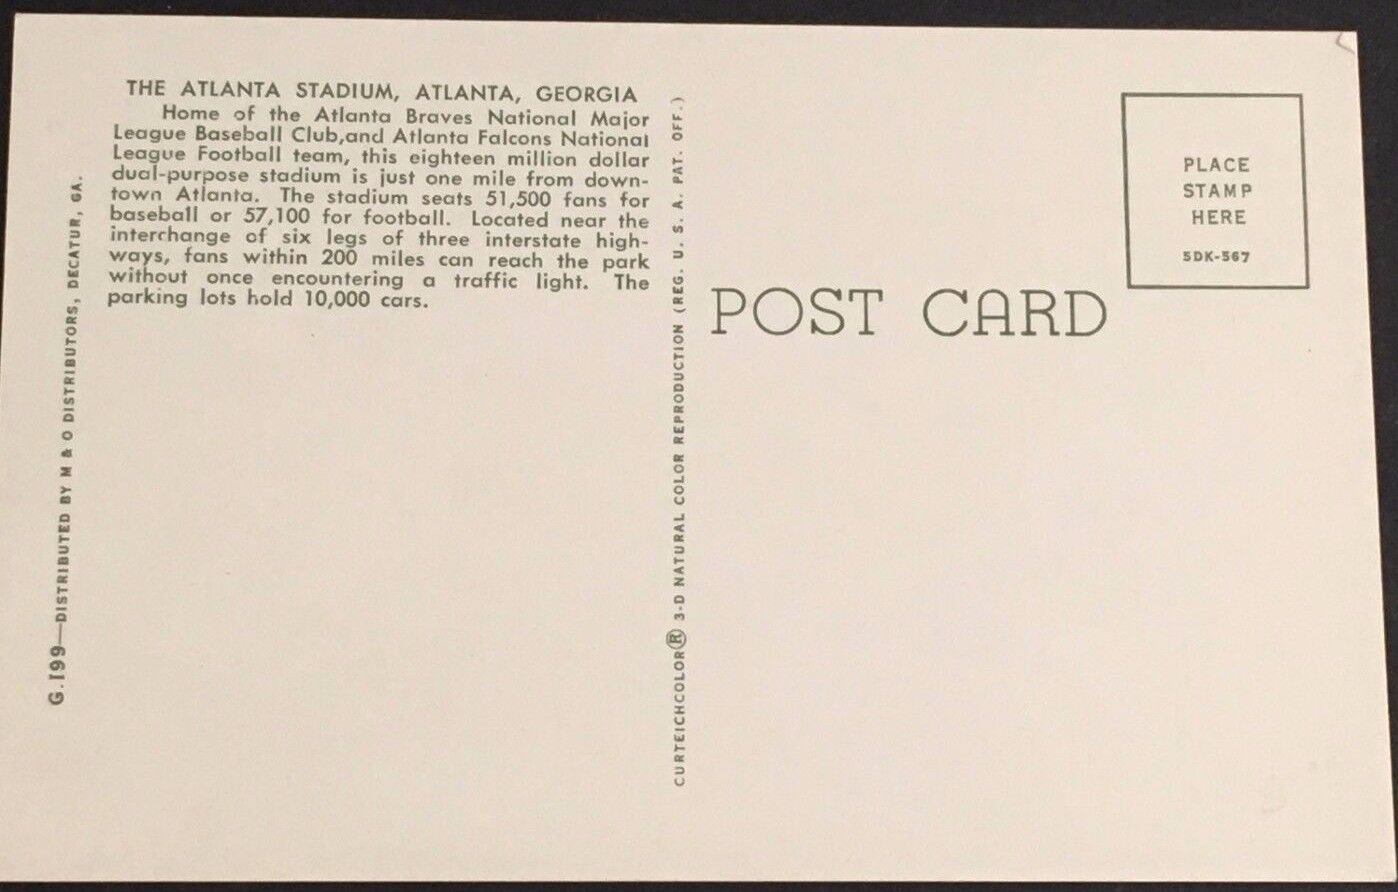 THE ATLANTA STADIUM, ATLANTA, GEORGIA
Home of the Atlanta Braves National Major
League Baseball Club,and Atlanta Falcons National
League Football team, this eighteen million dollar
dual-purpose stadium is just one mile from down-
town Atlanta. The stadium seats 51,500 fans for
baseball or 57,100 for football. Located near the
interchange of six legs of three interstate high-
ways, fans within 200 miles can reach the park
without once encountering a traffic light. The
parking lots hold 10,000 cars.
G.199—DISTRIBUTED BY M & O DISTRIBUTORS, DECATUR, GA.
CURTEICHCOLOR® 3-D NATURAL COLOR REPRODUCTION (REG. U. S. A. PAT. OFF.)
POST CARD
PLACE
STAMP
HERE
5DK-567